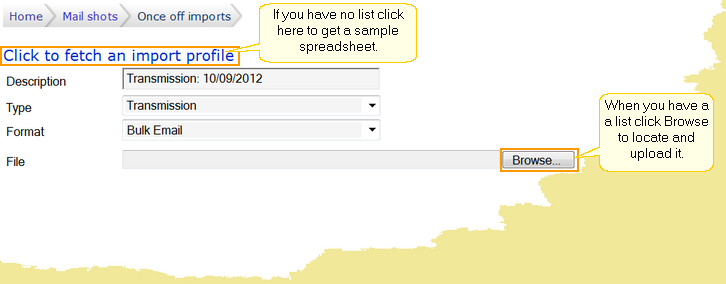 Home Mail shots Once off imports
If you have no list click
here to get a sample
spreadsheet.
Click to fetch an import profile
Description Transmission: 10/09/2012
Type Transmission
Format Bulk Email
File Browse...
When you have a
a list click Browse
to locate and
upload it.